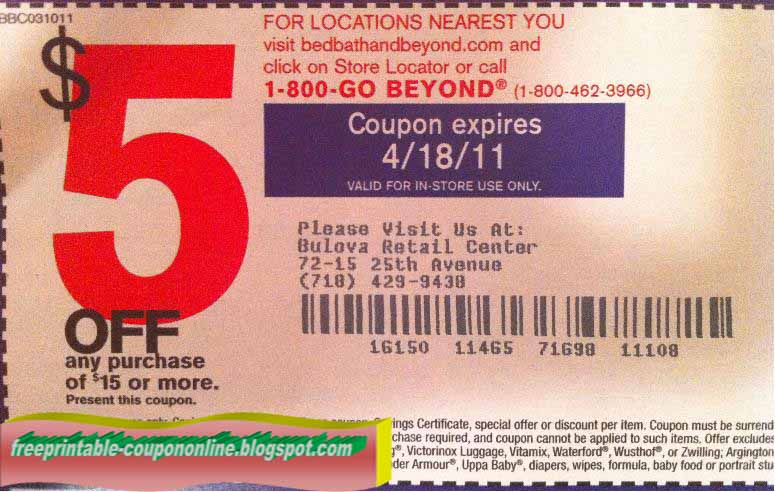 BBC031011
$5
OFF
any purchase
of $15 or more.
Present this coupon.
FOR LOCATIONS NEAREST YOU
visit bedbathandbeyond.com and
click on Store Locator or call
1-800-GO BEYOND® (1-800-462-3966)
Coupon expires
4/18/11
VALID FOR IN-STORE USE ONLY.
Please Visit Us At:
Bulova Retail Center
72-15 25th Avenue
(718) 429-9438
16150 11465 71698 11108
Savings Certificate, special offer or discount per item. Coupon must be surrend
chase required, and coupon cannot be applied to such items. Offer excludes
, Victorinox Luggage, Vitamix, Waterford®, Wusthof®, or Zwilling; Argington
der Armour®, Uppa Baby®, diapers, wipes, formula, baby food or portrait stu
freeprintable-coupononline.blogspot.com